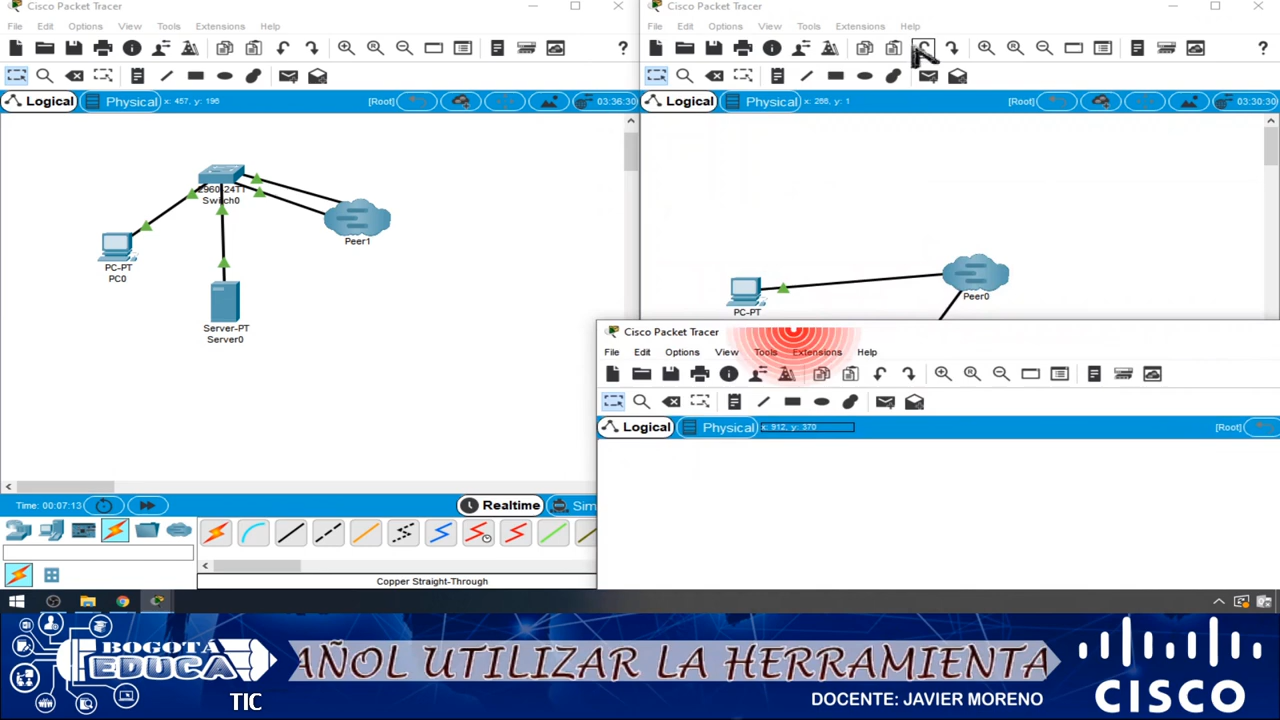 Cisco Packet Tracer
File Edit Options View Tools Extensions Help
Logical Physical x: 457, y: 196 [Root] 03:36:30
2960-24TT
Switch0
Peer1
PC-PT
PC0
Server-PT
Server0
Time: 00:07:13 Realtime Sim
Copper Straight-Through
Cisco Packet Tracer
File Edit Options View Tools Extensions Help
Logical Physical x: 266, y: 1 [Root] 03:30:30
Peer0
PC-PT
Cisco Packet Tracer
File Edit Options View Tools Extensions Help
Logical Physical x: 912, y: 370 [Root]
BOGOTÁ
EDUCA
TIC
AÑOL UTILIZAR LA HERRAMIENTA
DOCENTE: JAVIER MORENO
CISCO